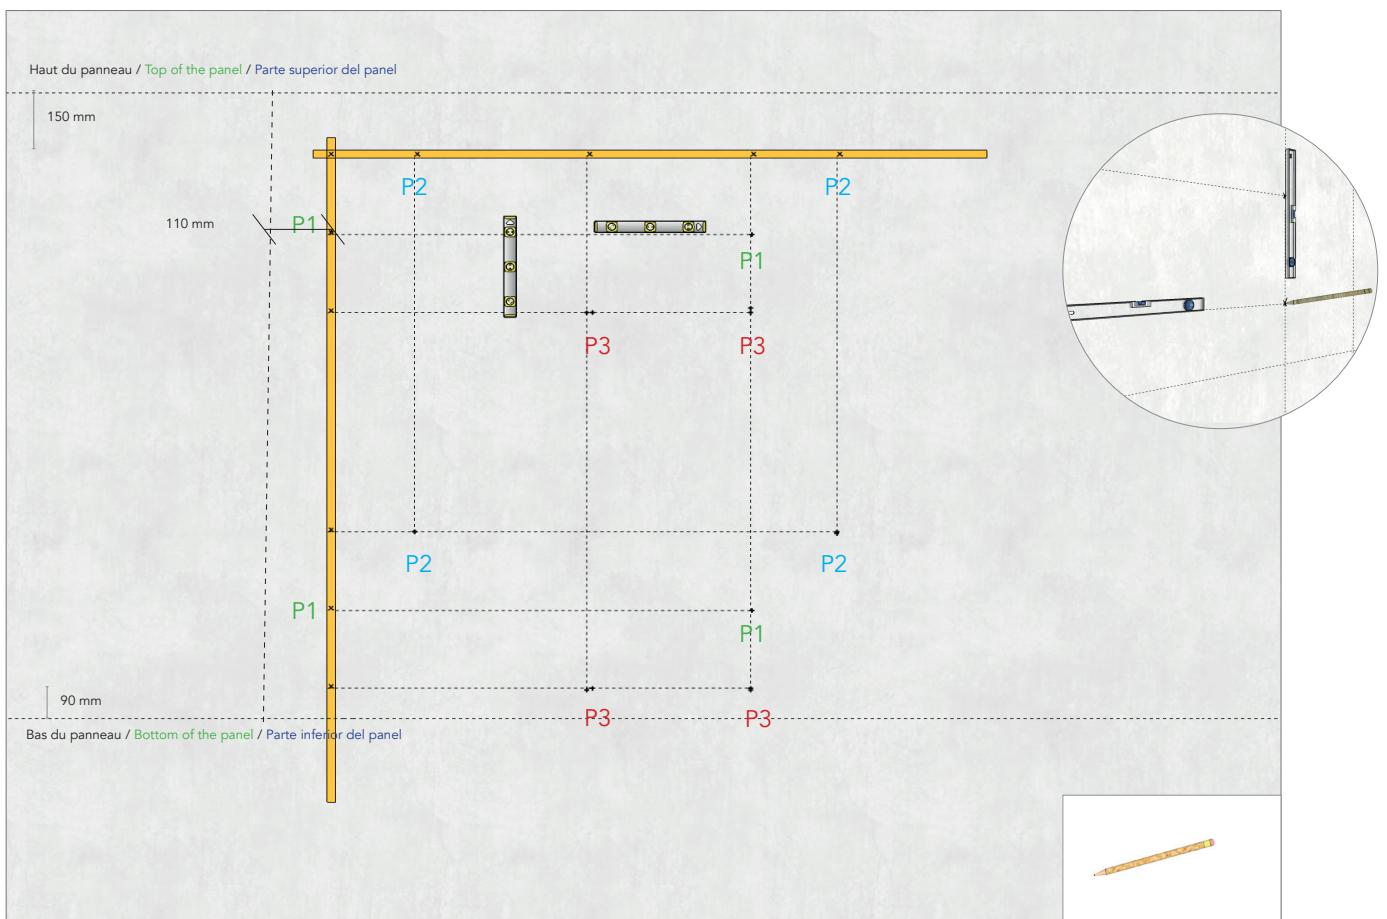 Haut du panneau / Top of the panel / Parte superior del panel
150 mm
P2
P2
110 mm
P1
P1
P3
P3
P2
P2
P1
P1
90 mm
P3
P3
Bas du panneau / Bottom of the panel / Parte inferior del panel